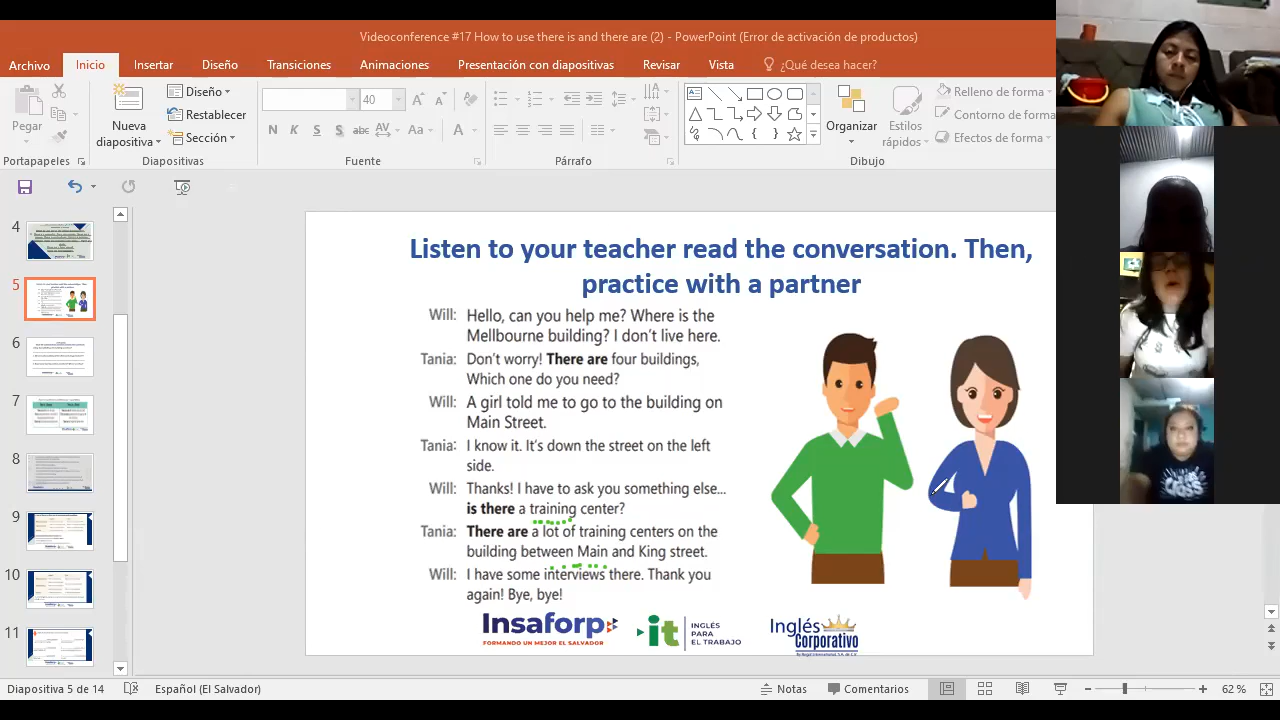 Videoconference #17 How to use there is and there are (2) - PowerPoint (Error de activación de productos)
Archivo Inicio Insertar Diseño Transiciones Animaciones Presentación con diapositivas Revisar Vista ¿Qué desea hacer?
Pegar
Nueva diapositiva
Diseño
Restablecer
Sección
40
N K S S abc AV Aa A
Organizar
Estilos rápidos
Relleno de forma
Contorno de forma
Efectos de forma
Portapapeles Diapositivas Fuente Párrafo Dibujo
4
5
6
7
8
9
10
11
Listen to your teacher read the conversation. Then,
practice with a partner
Will: Hello, can you help me? Where is the
Mellbourne building? I don't live here.
Tania: Don't worry! There are four buildings,
Which one do you need?
Will: A girl told me to go to the building on
Main Street.
Tania: I know it. It's down the street on the left
side.
Will: Thanks! I have to ask you something else...
is there a training center?
Tania: There are a lot of training centers on the
building between Main and King street.
Will: I have some interviews there. Thank you
again! Bye, bye!
Insaforp
FORMANDO UN MEJOR EL SALVADOR
it INGLÉS
PARA
EL TRABAJO
Inglés
Corporativo
Diapositiva 5 de 14 Español (El Salvador) Notas Comentarios 62 %